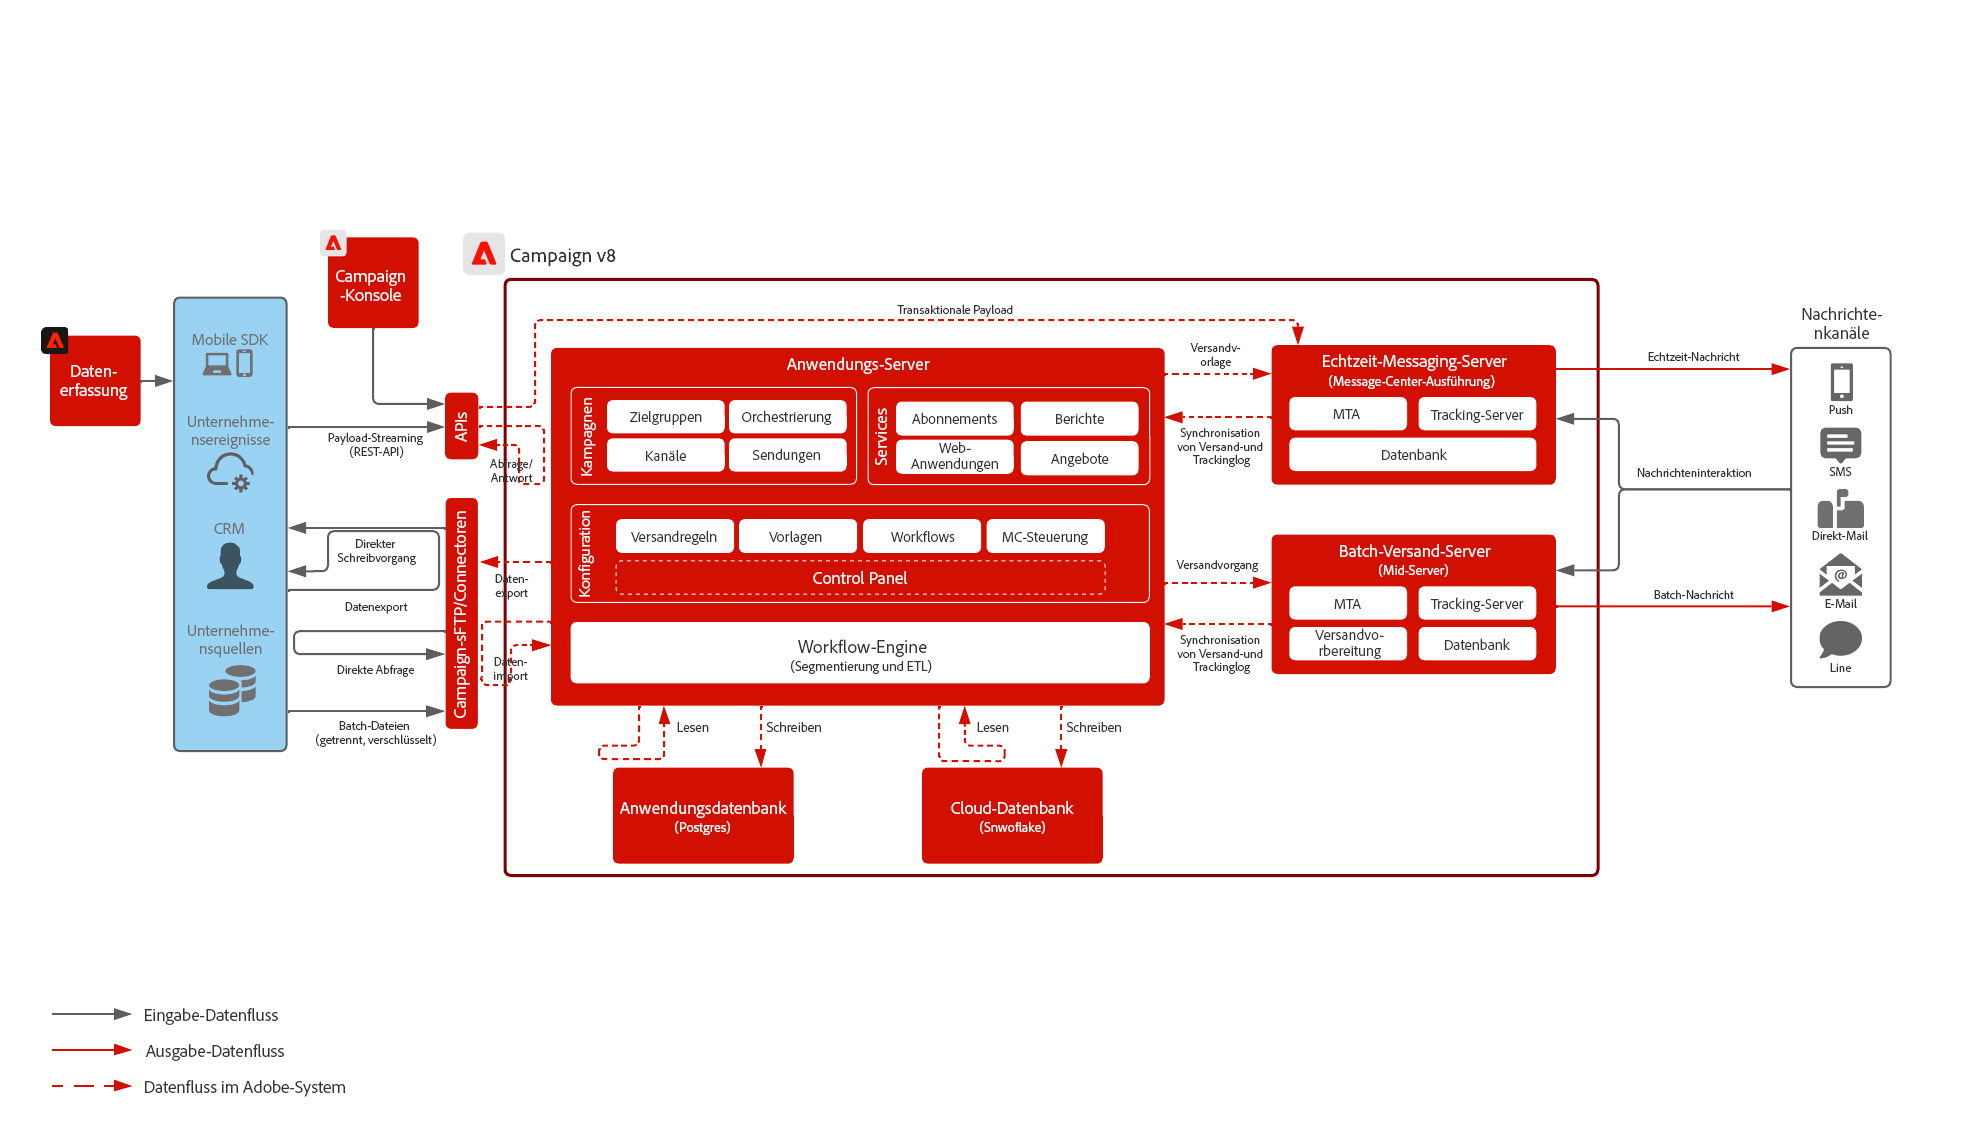 Campaign v8
Campaign
-Konsole
Daten-
erfassung
Mobile SDK
Unternehme-
nsereignisse
CRM
Unternehme-
nsquellen
Payload-Streaming
(REST-API)
Direkter
Schreibvorgang
Datenexport
Direkte Abfrage
Batch-Dateien
(getrennt, verschlüsselt)
APIs
Campaign-sFTP/Connectoren
Abfrage/
Antwort
Daten-
export
Daten-
import
Transaktionale Payload
Anwendungs-Server
Kampagnen
Zielgruppen
Orchestrierung
Kanäle
Sendungen
Services
Abonnements
Berichte
Web-
Anwendungen
Angebote
Konfiguration
Versandregeln
Vorlagen
Workflows
MC-Steuerung
Control Panel
Workflow-Engine
(Segmentierung und ETL)
Lesen
Schreiben
Lesen
Schreiben
Anwendungsdatenbank
(Postgres)
Cloud-Datenbank
(Snwoflake)
Versandv-
orlage
Synchronisation
von Versand-und
Trackinglog
Versandvorgang
Synchronisation
von Versand-und
Trackinglog
Echtzeit-Messaging-Server
(Message-Center-Ausführung)
MTA
Tracking-Server
Datenbank
Batch-Versand-Server
(Mid-Server)
MTA
Tracking-Server
Versandvo-
rbereitung
Datenbank
Echtzeit-Nachricht
Nachrichteninteraktion
Batch-Nachricht
Nachrichte-
nkanäle
Push
SMS
Direkt-Mail
@
E-Mail
Line
Eingabe-Datenfluss
Ausgabe-Datenfluss
Datenfluss im Adobe-System